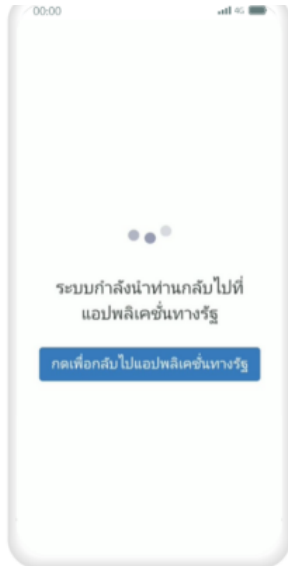 00:00 4G
ระบบกำลังนำท่านกลับไปที่
แอปพลิเคชั่นทางรัฐ
กดเพื่อกลับไปแอปพลิเคชั่นทางรัฐ